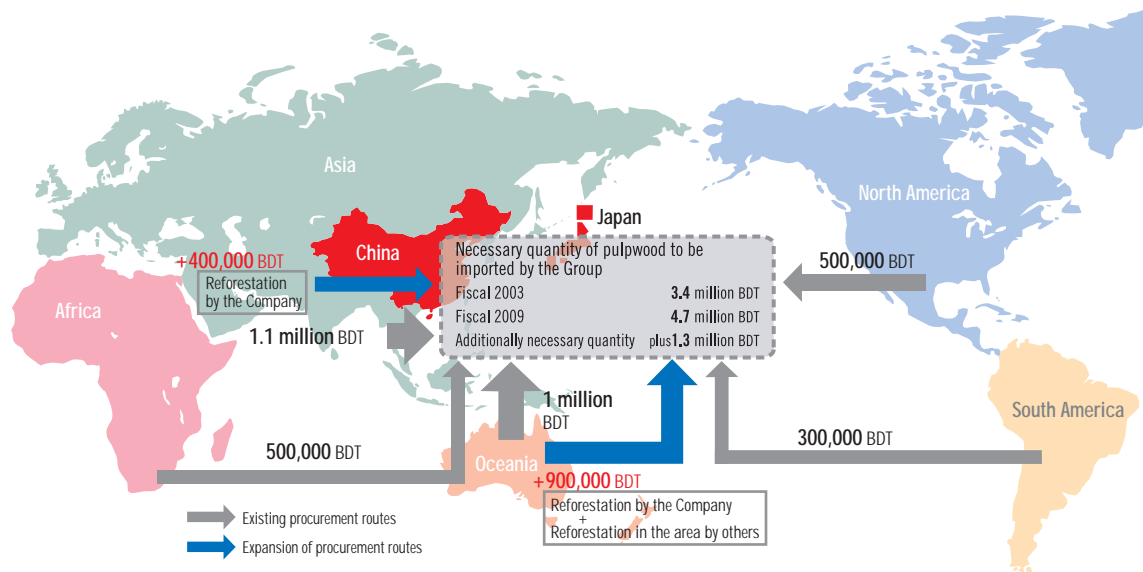 Asia
North America
Japan
China
Necessary quantity of pulpwood to be
imported by the Group
Fiscal 2003 3.4 million BDT
Fiscal 2009 4.7 million BDT
Additionally necessary quantity plus1.3 million BDT
+400,000 BDT
Reforestation
by the Company
500,000 BDT
Africa
1.1 million BDT
1 million
BDT
South America
500,000 BDT
Oceania
300,000 BDT
+900,000 BDT
Reforestation by the Company
+
Reforestation in the area by others
Existing procurement routes
Expansion of procurement routes